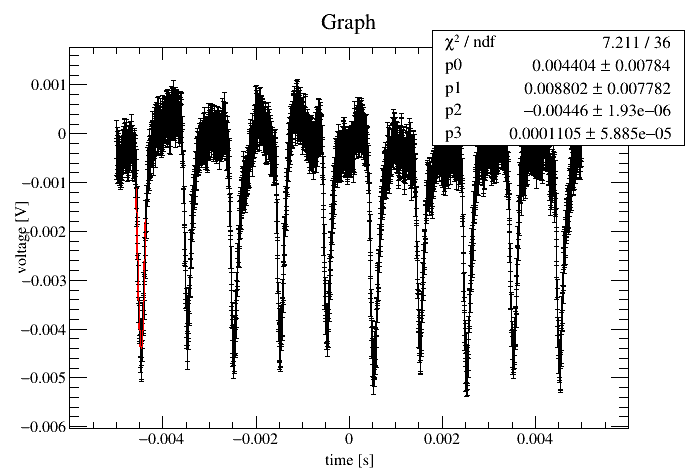 Graph
χ² / ndf 7.211 / 36
p0 0.004404 ± 0.00784
p1 0.008802 ± 0.007782
p2 −0.00446 ± 1.93e−06
p3 0.0001105 ± 5.885e−05
0.001
0
−0.001
−0.002
−0.003
−0.004
−0.005
−0.006
voltage [V]
−0.004 −0.002 0 0.002 0.004
time [s]